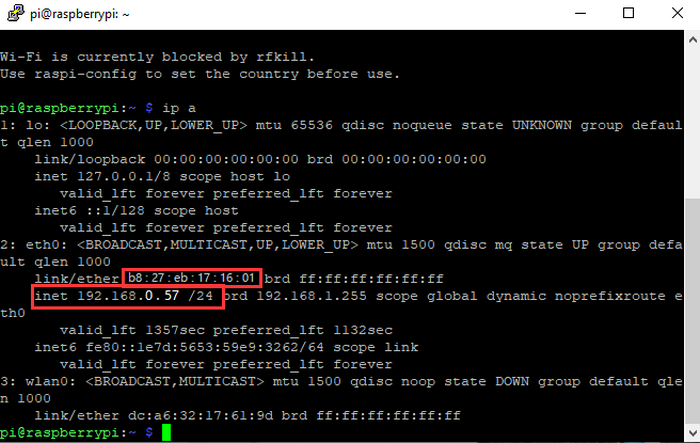 pi@raspberrypi: ~
Wi-Fi is currently blocked by rfkill.
Use raspi-config to set the country before use.
pi@raspberrypi:~ $ ip a
1: lo: <LOOPBACK,UP,LOWER_UP> mtu 65536 qdisc noqueue state UNKNOWN group defaul
t qlen 1000
link/loopback 00:00:00:00:00:00 brd 00:00:00:00:00:00
inet 127.0.0.1/8 scope host lo
valid_lft forever preferred_lft forever
inet6 ::1/128 scope host
valid_lft forever preferred_lft forever
2: eth0: <BROADCAST,MULTICAST,UP,LOWER_UP> mtu 1500 qdisc mq state UP group defa
ult qlen 1000
link/ether b8:27:eb:17:16:01 brd ff:ff:ff:ff:ff:ff
inet 192.168.0.57 /24 brd 192.168.1.255 scope global dynamic noprefixroute e
th0
valid_lft 1357sec preferred_lft 1132sec
inet6 fe80::1e7d:5653:59e9:3262/64 scope link
valid_lft forever preferred_lft forever
3: wlan0: <BROADCAST,MULTICAST> mtu 1500 qdisc noop state DOWN group default qle
n 1000
link/ether dc:a6:32:17:61:9d brd ff:ff:ff:ff:ff:ff
pi@raspberrypi:~ $